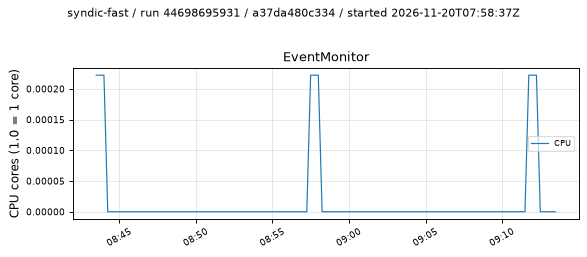 syndic-fast / run 44698695931 / a37da480c334 / started 2026-11-20T07:58:37Z
EventMonitor
CPU cores (1.0 = 1 core)
0.00020
0.00015
0.00010
0.00005
0.00000
CPU
08:45
08:50
08:55
09:00
09:05
09:10